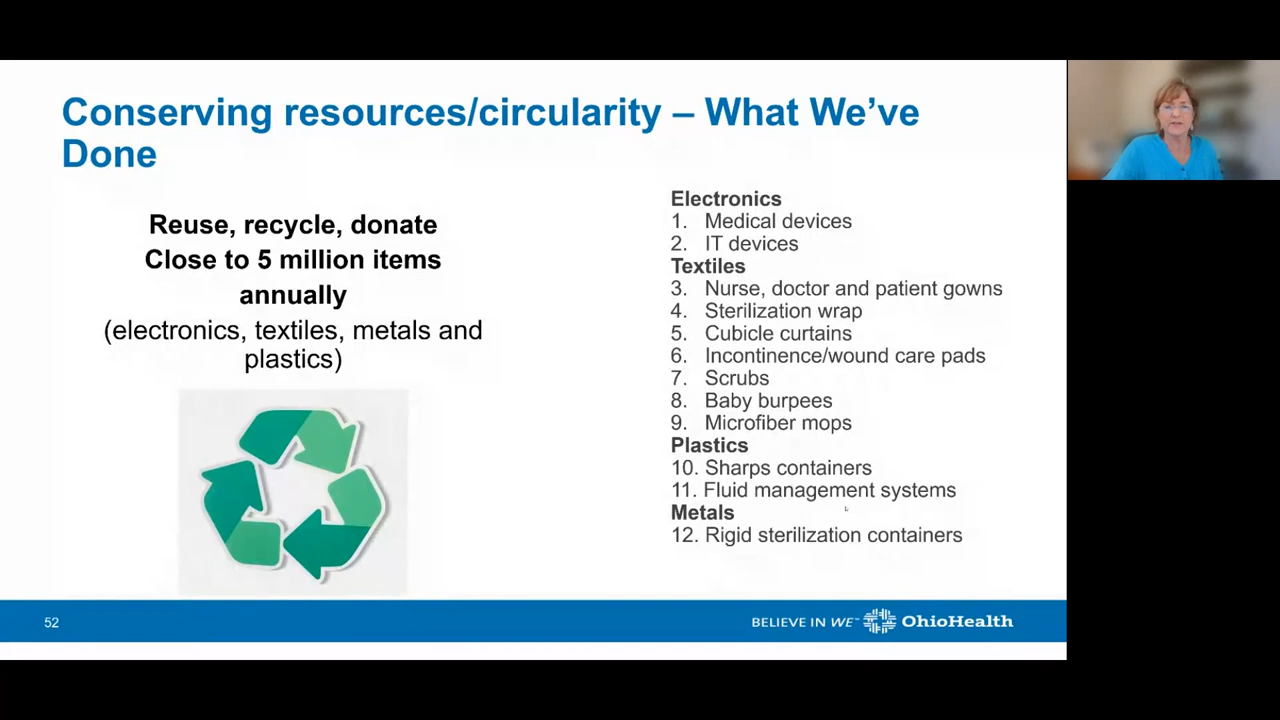 Conserving resources/circularity – What We’ve
Done
Reuse, recycle, donate
Close to 5 million items
annually
(electronics, textiles, metals and
plastics)
Electronics
1. Medical devices
2. IT devices
Textiles
3. Nurse, doctor and patient gowns
4. Sterilization wrap
5. Cubicle curtains
6. Incontinence/wound care pads
7. Scrubs
8. Baby burpees
9. Microfiber mops
Plastics
10. Sharps containers
11. Fluid management systems
Metals
12. Rigid sterilization containers
52
BELIEVE IN WE™ OhioHealth